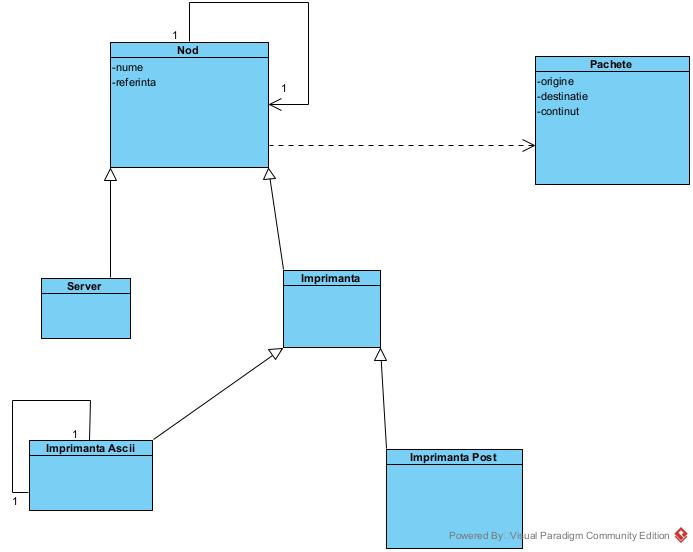 1
Nod
-nume
-referinta
1
Pachete
-origine
-destinatie
-continut
Server
Imprimanta
1
Imprimanta Ascii
1
Imprimanta Post
Powered By: Visual Paradigm Community Edition